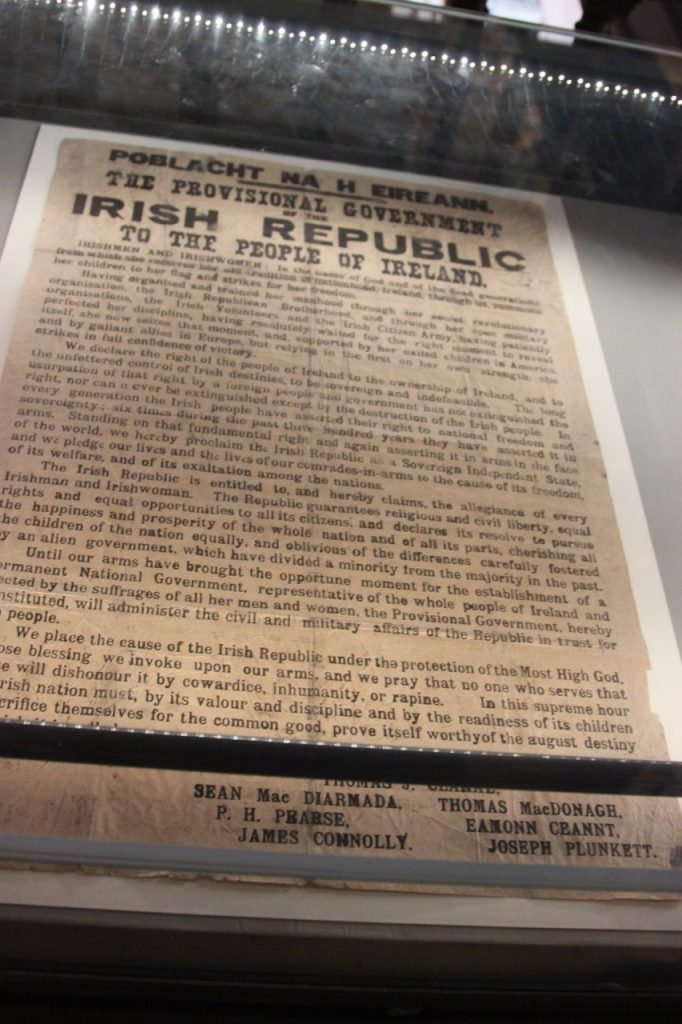 POBLACHT NA H EIREANN.
THE PROVISIONAL GOVERNMENT
OF THE
IRISH REPUBLIC
TO THE PEOPLE OF IRELAND.
IRISHMEN AND IRISHWOMEN: In the name of God and of the dead generations
from which she receives her old tradition of nationhood, Ireland, through us, summons
her children to her flag and strikes for her freedom.
Having organised and trained her manhood through her secret revolutionary
organisation, the Irish Republican Brotherhood, and through her open military
organisations, the Irish Volunteers and the Irish Citizen Army, having patiently
perfected her discipline, having resolutely waited for the right moment to reveal
itself, she now seizes that moment, and, supported by her exiled children in America
and by gallant allies in Europe, but relying in the first on her own strength, she
strikes in full confidence of victory.
We declare the right of the people of Ireland to the ownership of Ireland, and to
the unfettered control of Irish destinies, to be sovereign and indefeasible. The long
usurpation of that right by a foreign people and government has not extinguished the
right, nor can it ever be extinguished except by the destruction of the Irish people. In
every generation the Irish people have asserted their right to national freedom and
sovereignty; six times during the past three hundred years they have asserted it in
arms. Standing on that fundamental right and again asserting it in arms in the face
of the world, we hereby proclaim the Irish Republic as a Sovereign Independent State,
and we pledge our lives and the lives of our comrades-in-arms to the cause of its freedom,
of its welfare, and of its exaltation among the nations.
The Irish Republic is entitled to, and hereby claims, the allegiance of every
Irishman and Irishwoman. The Republic guarantees religious and civil liberty, equal
rights and equal opportunities to all its citizens, and declares its resolve to pursue
the happiness and prosperity of the whole nation and of all its parts, cherishing all
the children of the nation equally, and oblivious of the differences carefully fostered
y an alien government, which have divided a minority from the majority in the past.
Until our arms have brought the opportune moment for the establishment of a
ermanent National Government, representative of the whole people of Ireland and
ected by the suffrages of all her men and women, the Provisional Government, hereby
nstituted, will administer the civil and military affairs of the Republic in trust for
people.
We place the cause of the Irish Republic under the protection of the Most High God,
ose blessing we invoke upon our arms, and we pray that no one who serves that
e will dishonour it by cowardice, inhumanity, or rapine. In this supreme hour
rish nation must, by its valour and discipline and by the readiness of its children
crifice themselves for the common good, prove itself worthy of the august destiny
THOMAS J. CLARKE,
SEAN Mac DIARMADA, THOMAS MacDONAGH,
P. H. PEARSE, EAMONN CEANNT,
JAMES CONNOLLY. JOSEPH PLUNKETT.